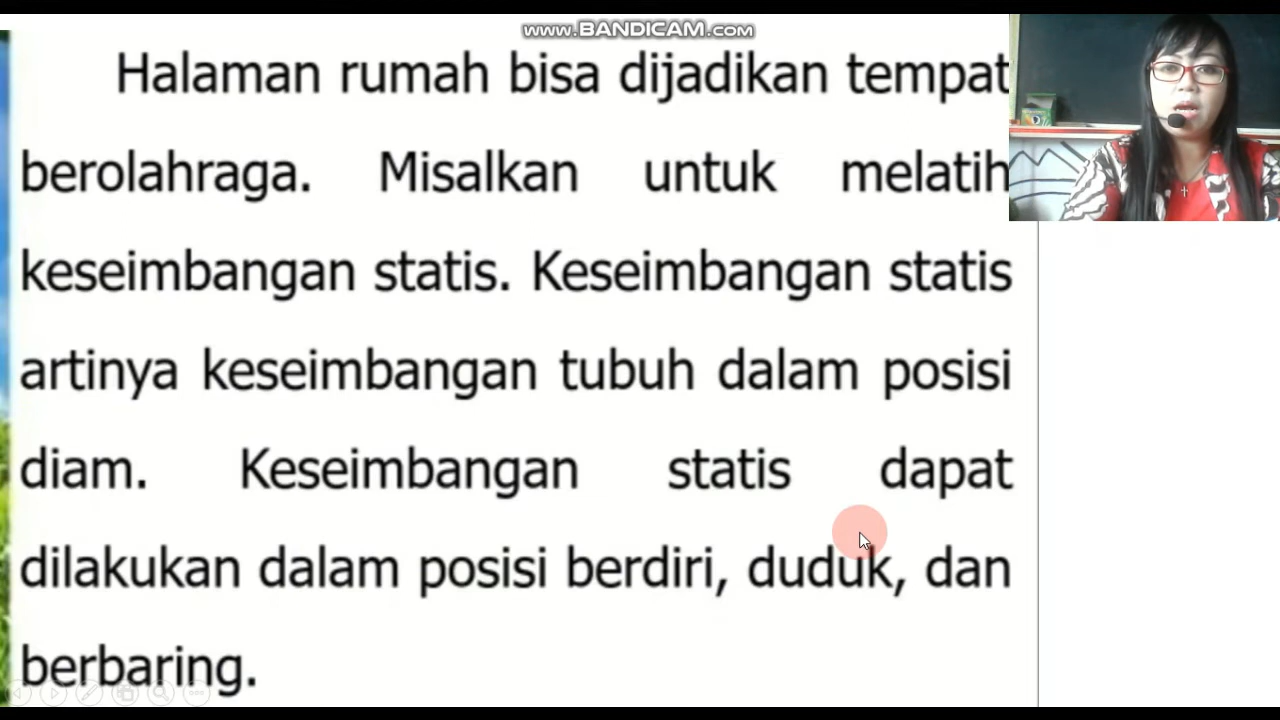 www.BANDICAM.com
Halaman rumah bisa dijadikan tempat
berolahraga. Misalkan untuk melatih
keseimbangan statis. Keseimbangan statis
artinya keseimbangan tubuh dalam posisi
diam. Keseimbangan statis dapat
dilakukan dalam posisi berdiri, duduk, dan
berbaring.